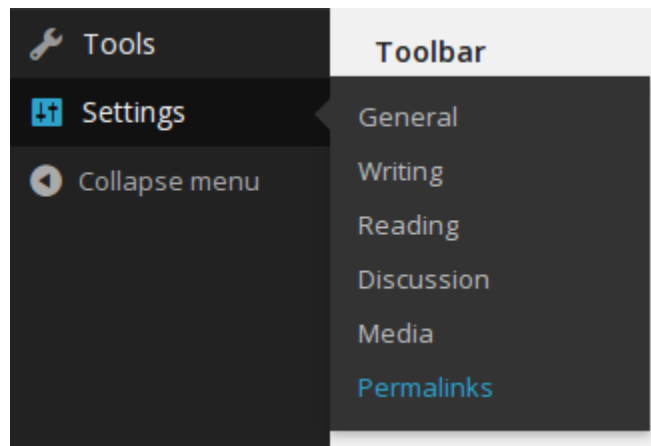 Tools
Settings
Collapse menu
Toolbar
General
Writing
Reading
Discussion
Media
Permalinks